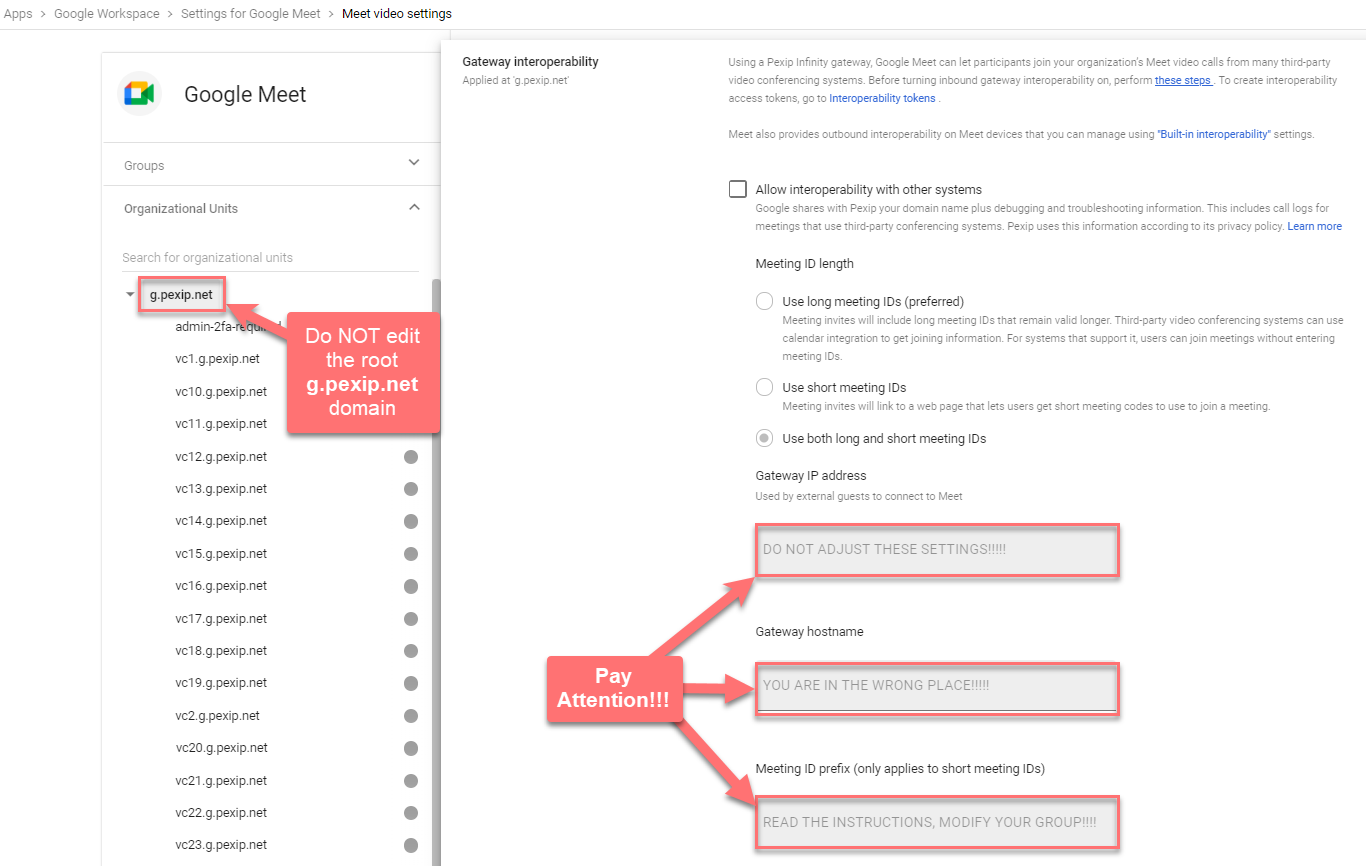 Apps > Google Workspace > Settings for Google Meet > Meet video settings
Google Meet
Groups
Organizational Units
Search for organizational units
g.pexip.net
admin-2fa-required
vc1.g.pexip.net
vc10.g.pexip.net
vc11.g.pexip.net
vc12.g.pexip.net
vc13.g.pexip.net
vc14.g.pexip.net
vc15.g.pexip.net
vc16.g.pexip.net
vc17.g.pexip.net
vc18.g.pexip.net
vc19.g.pexip.net
vc2.g.pexip.net
vc20.g.pexip.net
vc21.g.pexip.net
vc22.g.pexip.net
vc23.g.pexip.net
Do NOT edit
the root
g.pexip.net
domain
Gateway interoperability
Applied at 'g.pexip.net'
Using a Pexip Infinity gateway, Google Meet can let participants join your organization's Meet video calls from many third-party
video conferencing systems. Before turning inbound gateway interoperability on, perform these steps . To create interoperability
access tokens, go to Interoperability tokens .
Meet also provides outbound interoperability on Meet devices that you can manage using "Built-in interoperability" settings.
Allow interoperability with other systems
Google shares with Pexip your domain name plus debugging and troubleshooting information. This includes call logs for
meetings that use third-party conferencing systems. Pexip uses this information according to its privacy policy. Learn more
Meeting ID length
Use long meeting IDs (preferred)
Meeting invites will include long meeting IDs that remain valid longer. Third-party video conferencing systems can use
calendar integration to get joining information. For systems that support it, users can join meetings without entering
meeting IDs.
Use short meeting IDs
Meeting invites will link to a web page that lets users get short meeting codes to use to join a meeting.
Use both long and short meeting IDs
Gateway IP address
Used by external guests to connect to Meet
DO NOT ADJUST THESE SETTINGS!!!!!
Gateway hostname
YOU ARE IN THE WRONG PLACE!!!!!
Pay
Attention!!!
Meeting ID prefix (only applies to short meeting IDs)
READ THE INSTRUCTIONS, MODIFY YOUR GROUP!!!!